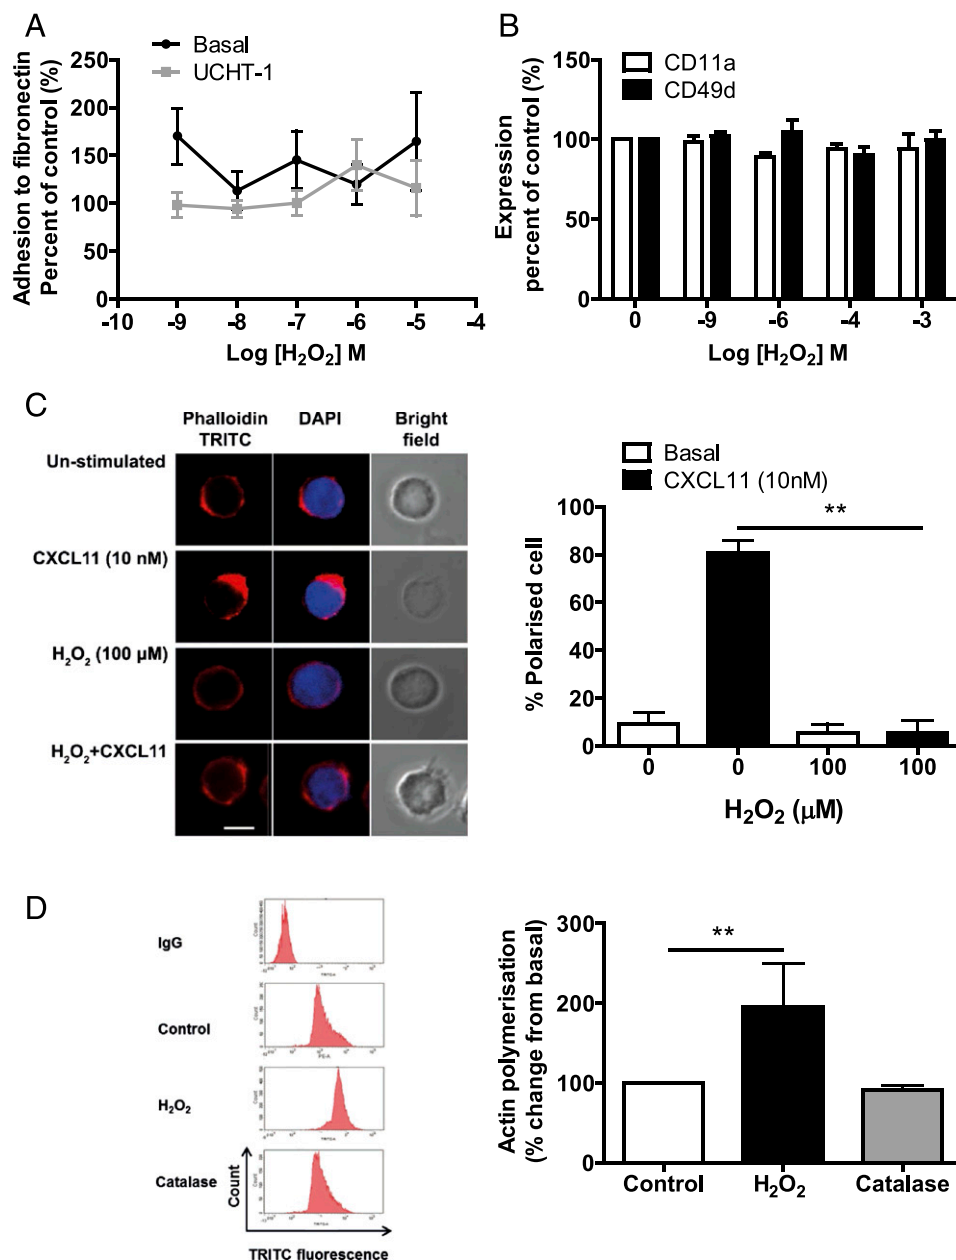 A
Basal
UCHT-1
Adhesion to fibronectin
Percent of control (%)
250
200
150
100
50
0
-10 -9 -8 -7 -6 -5 -4
Log [H₂O₂] M
B
CD11a
CD49d
Expression
percent of control (%)
150
100
50
0
0 -9 -6 -4 -3
Log [H₂O₂] M
C
Phalloidin
TRITC
DAPI
Bright
field
Un-stimulated
CXCL11 (10 nM)
H₂O₂ (100 µM)
H₂O₂+CXCL11
Basal
CXCL11 (10nM)
**
% Polarised cell
100
80
60
40
20
0
0 0 100 100
H₂O₂ (µM)
D
IgG
Control
H₂O₂
Catalase
Count
Count
Count
Count
Count
TRITC fluorescence
**
Actin polymerisation
(% change from basal)
300
200
100
0
Control H₂O₂ Catalase